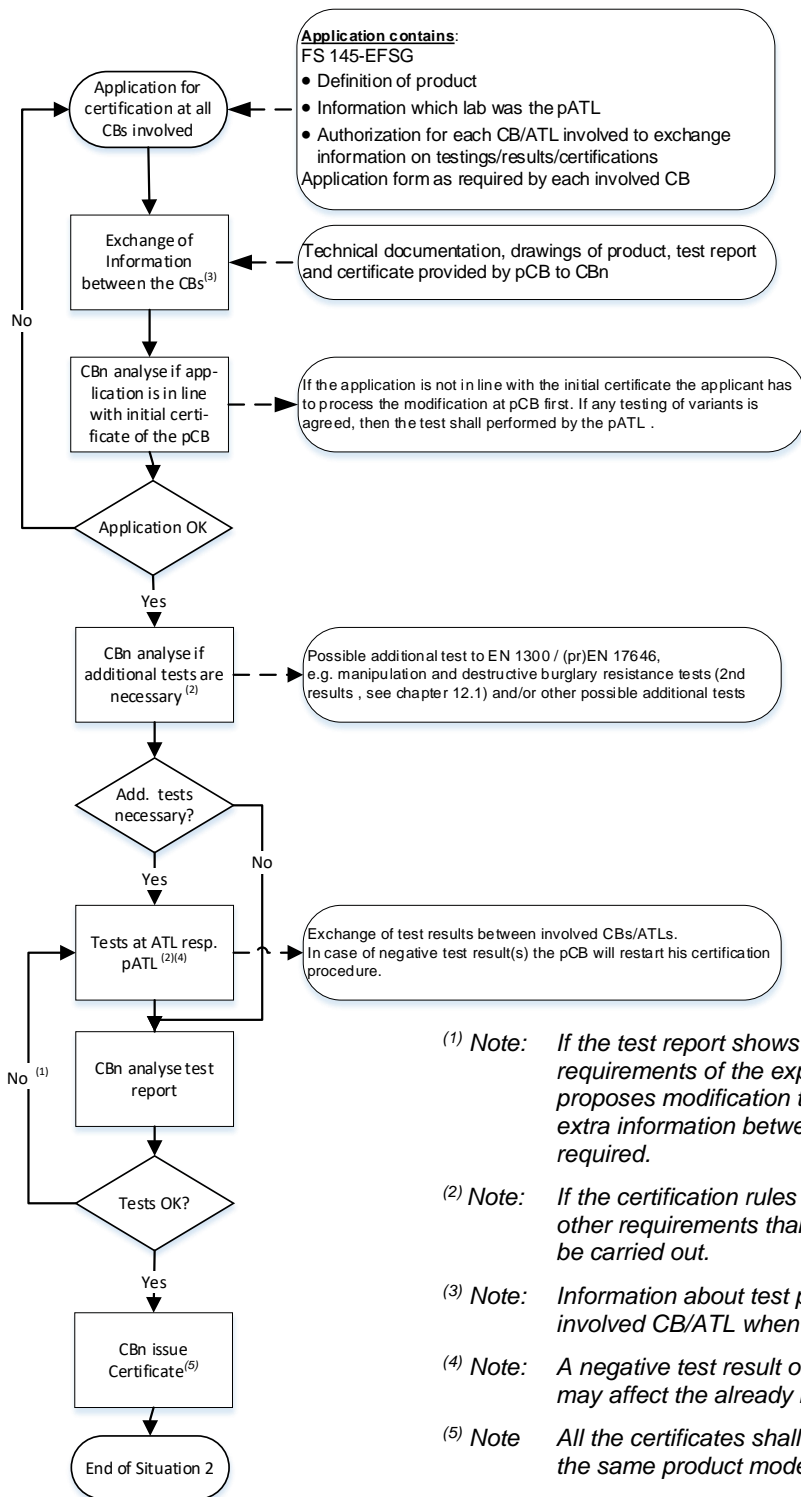 Application contains:
FS 145-EFSG
• Definition of product
• Information which lab was the pATL
• Authorization for each CB/ATL involved to exchange
information on testings/results/certifications
Application form as required by each involved CB
Application for
certification at all
CBs involved
Exchange of
Information
between the CBs(3)
Technical documentation, drawings of product, test report
and certificate provided by pCB to CBn
No
CBn analyse if app-
lication is in line
with initial certi-
ficate of the pCB
If the application is not in line with the initial certificate the applicant has
to process the modification at pCB first. If any testing of variants is
agreed, then the test shall performed by the pATL .
Application OK
Yes
CBn analyse if
additional tests are
necessary (2)
Possible additional test to EN 1300 / (pr)EN 17646,
e.g. manipulation and destructive burglary resistance tests (2nd
results , see chapter 12.1) and/or other possible additional tests
Add. tests
necessary?
No
Yes
Tests at ATL resp.
pATL (2)(4)
Exchange of test results between involved CBs/ATLs.
In case of negative test result(s) the pCB will restart his certification
procedure.
CBn analyse test
report
No (1)
Tests OK?
Yes
CBn issue
Certificate(5)
End of Situation 2
(1) Note: If the test report shows
requirements of the exp
proposes modification t
extra information betwe
required.
(2) Note: If the certification rules
other requirements than
be carried out.
(3) Note: Information about test p
involved CB/ATL when
(4) Note: A negative test result o
may affect the already
(5) Note All the certificates shall
the same product mode